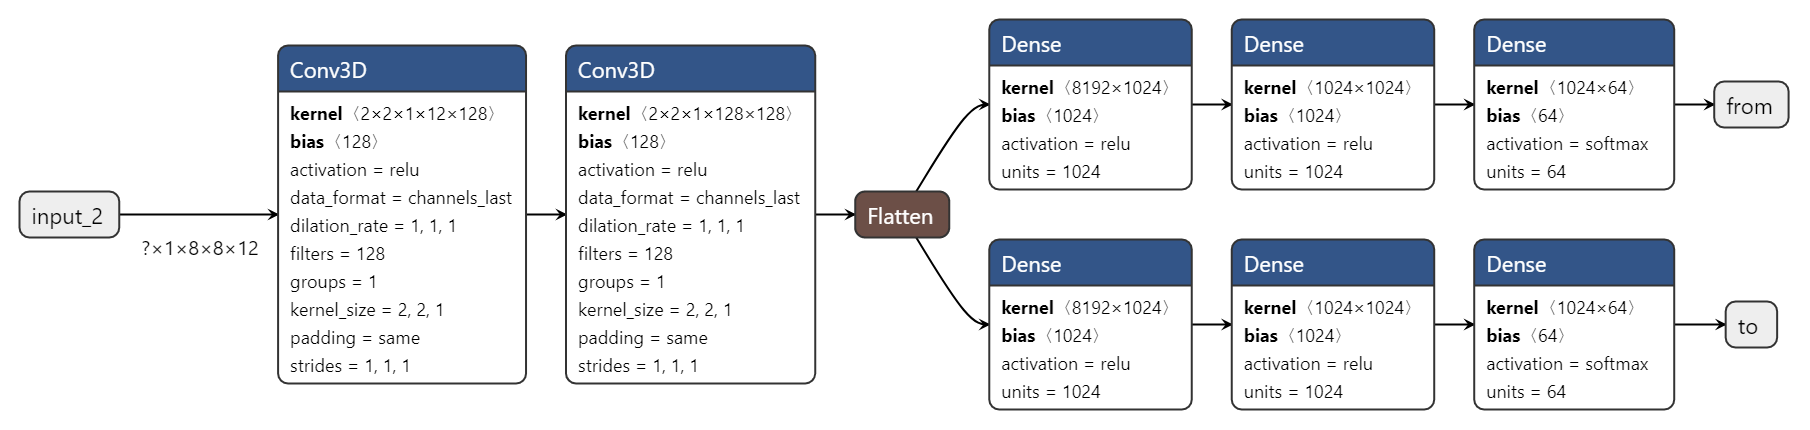 input_2
?×1×8×8×12
Conv3D
kernel 〈2×2×1×12×128〉
bias 〈128〉
activation = relu
data_format = channels_last
dilation_rate = 1, 1, 1
filters = 128
groups = 1
kernel_size = 2, 2, 1
padding = same
strides = 1, 1, 1
Conv3D
kernel 〈2×2×1×128×128〉
bias 〈128〉
activation = relu
data_format = channels_last
dilation_rate = 1, 1, 1
filters = 128
groups = 1
kernel_size = 2, 2, 1
padding = same
strides = 1, 1, 1
Flatten
Dense
kernel 〈8192×1024〉
bias 〈1024〉
activation = relu
units = 1024
Dense
kernel 〈1024×1024〉
bias 〈1024〉
activation = relu
units = 1024
Dense
kernel 〈1024×64〉
bias 〈64〉
activation = softmax
units = 64
from
Dense
kernel 〈8192×1024〉
bias 〈1024〉
activation = relu
units = 1024
Dense
kernel 〈1024×1024〉
bias 〈1024〉
activation = relu
units = 1024
Dense
kernel 〈1024×64〉
bias 〈64〉
activation = softmax
units = 64
to